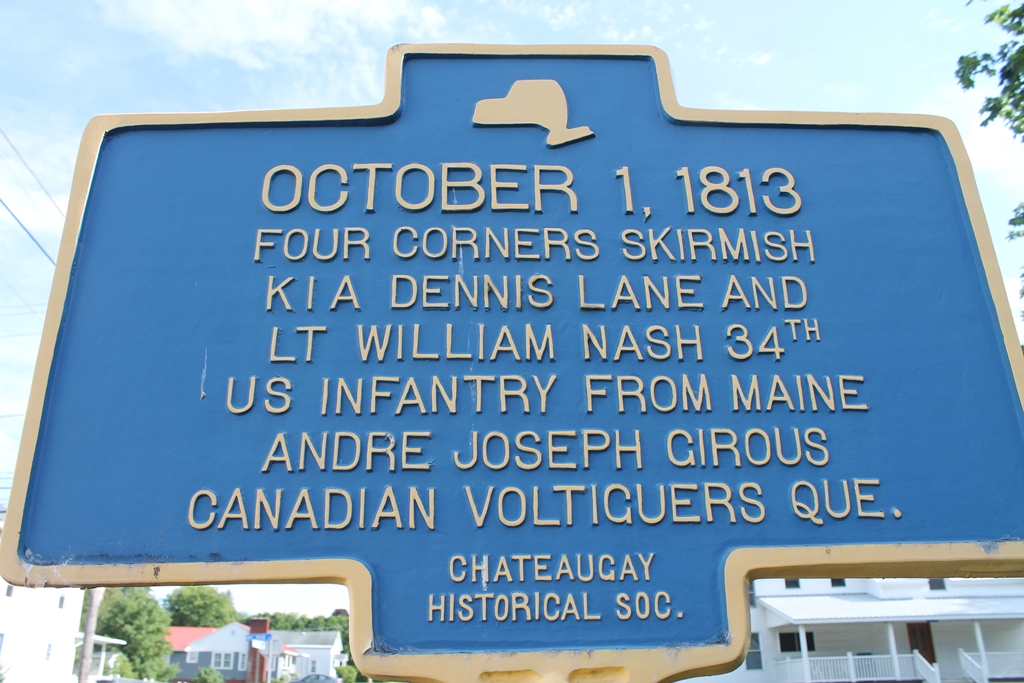 OCTOBER 1, 1813
FOUR CORNERS SKIRMISH
KIA DENNIS LANE AND
LT WILLIAM NASH 34TH
US INFANTRY FROM MAINE
ANDRE JOSEPH GIROUS
CANADIAN VOLTIGUERS QUE.
CHATEAUGAY
HISTORICAL SOC.